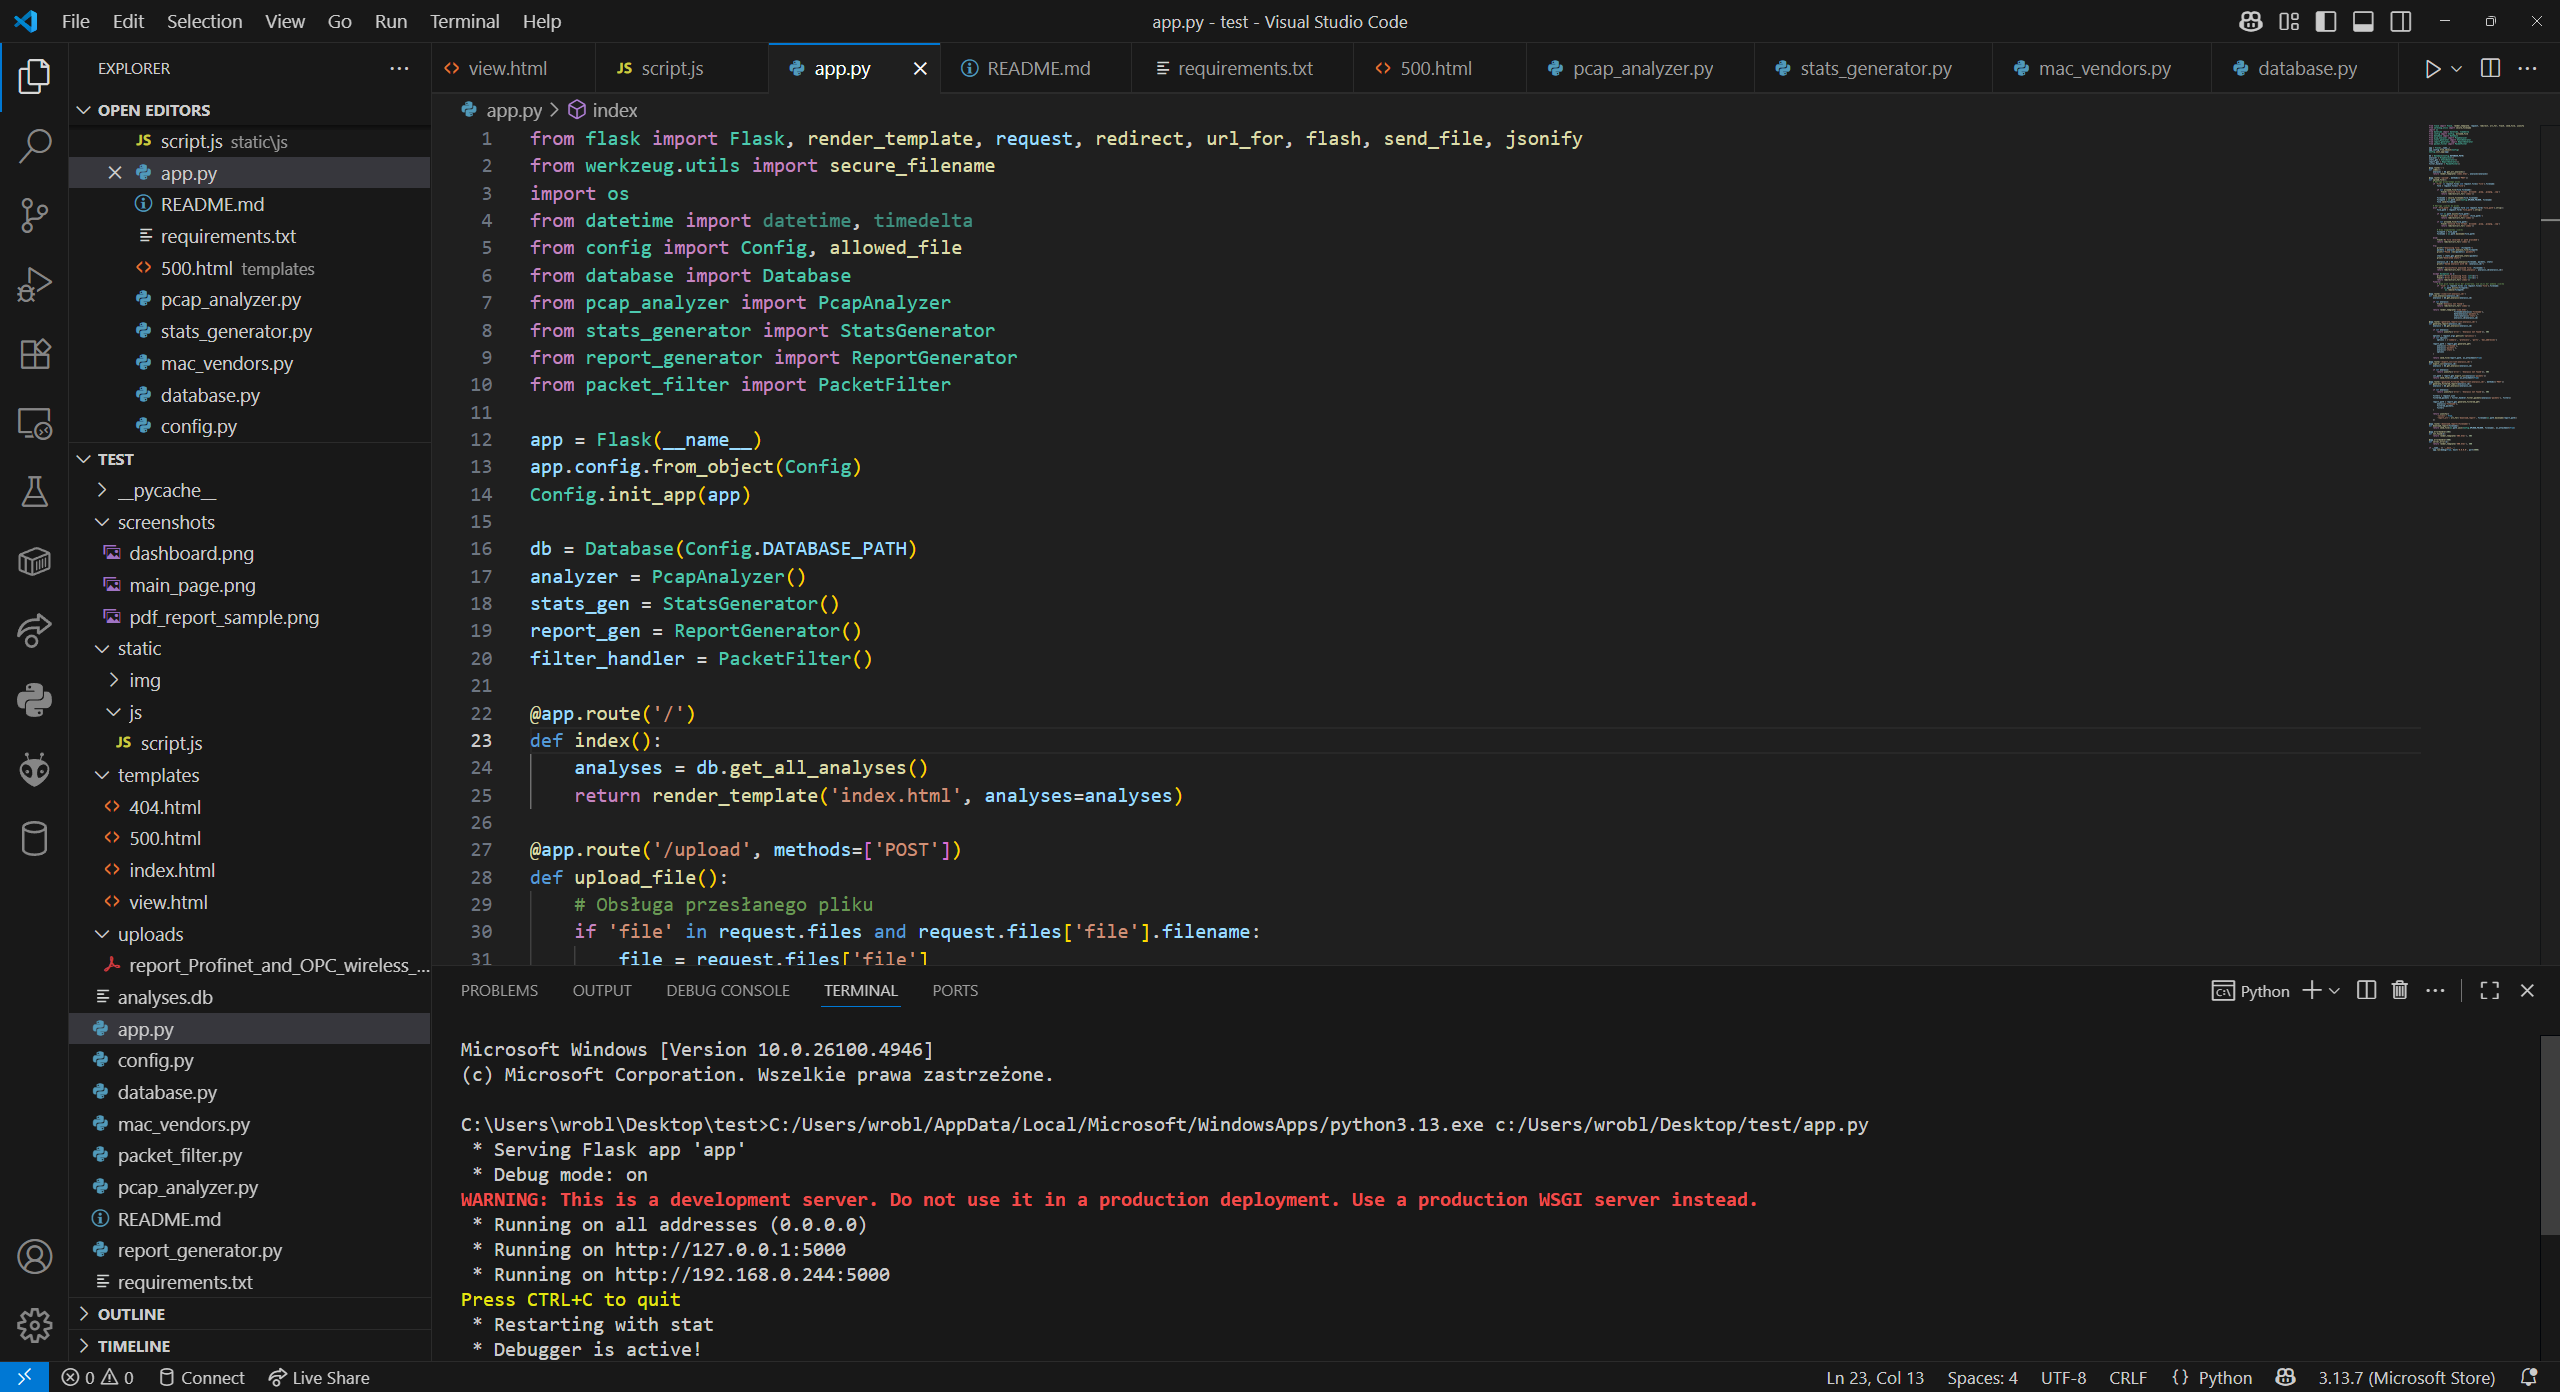 File Edit Selection View Go Run Terminal Help
app.py - test - Visual Studio Code
EXPLORER
OPEN EDITORS
script.js static\js
app.py
README.md
requirements.txt
500.html templates
pcap_analyzer.py
stats_generator.py
mac_vendors.py
database.py
config.py
TEST
__pycache__
screenshots
dashboard.png
main_page.png
pdf_report_sample.png
static
img
js
script.js
templates
404.html
500.html
index.html
view.html
uploads
report_Profinet_and_OPC_wireless_...
analyses.db
app.py
config.py
database.py
mac_vendors.py
packet_filter.py
pcap_analyzer.py
README.md
report_generator.py
requirements.txt
OUTLINE
TIMELINE
view.html script.js app.py README.md requirements.txt 500.html pcap_analyzer.py stats_generator.py mac_vendors.py database.py
app.py > index
1 from flask import Flask, render_template, request, redirect, url_for, flash, send_file, jsonify
2 from werkzeug.utils import secure_filename
3 import os
4 from datetime import datetime, timedelta
5 from config import Config, allowed_file
6 from database import Database
7 from pcap_analyzer import PcapAnalyzer
8 from stats_generator import StatsGenerator
9 from report_generator import ReportGenerator
10 from packet_filter import PacketFilter
11
12 app = Flask(__name__)
13 app.config.from_object(Config)
14 Config.init_app(app)
15
16 db = Database(Config.DATABASE_PATH)
17 analyzer = PcapAnalyzer()
18 stats_gen = StatsGenerator()
19 report_gen = ReportGenerator()
20 filter_handler = PacketFilter()
21
22 @app.route('/')
23 def index():
24 analyses = db.get_all_analyses()
25 return render_template('index.html', analyses=analyses)
26
27 @app.route('/upload', methods=['POST'])
28 def upload_file():
29 # Obsługa przesłanego pliku
30 if 'file' in request.files and request.files['file'].filename:
31 file = request.files['file']
PROBLEMS OUTPUT DEBUG CONSOLE TERMINAL PORTS
Python
Microsoft Windows [Version 10.0.26100.4946]
(c) Microsoft Corporation. Wszelkie prawa zastrzeżone.
C:\Users\wrobl\Desktop\test>C:/Users/wrobl/AppData/Local/Microsoft/WindowsApps/python3.13.exe c:/Users/wrobl/Desktop/test/app.py
* Serving Flask app 'app'
* Debug mode: on
WARNING: This is a development server. Do not use it in a production deployment. Use a production WSGI server instead.
* Running on all addresses (0.0.0.0)
* Running on http://127.0.0.1:5000
* Running on http://192.168.0.244:5000
Press CTRL+C to quit
* Restarting with stat
* Debugger is active!
0 0 Connect Live Share
Ln 23, Col 13 Spaces: 4 UTF-8 CRLF {} Python 3.13.7 (Microsoft Store)